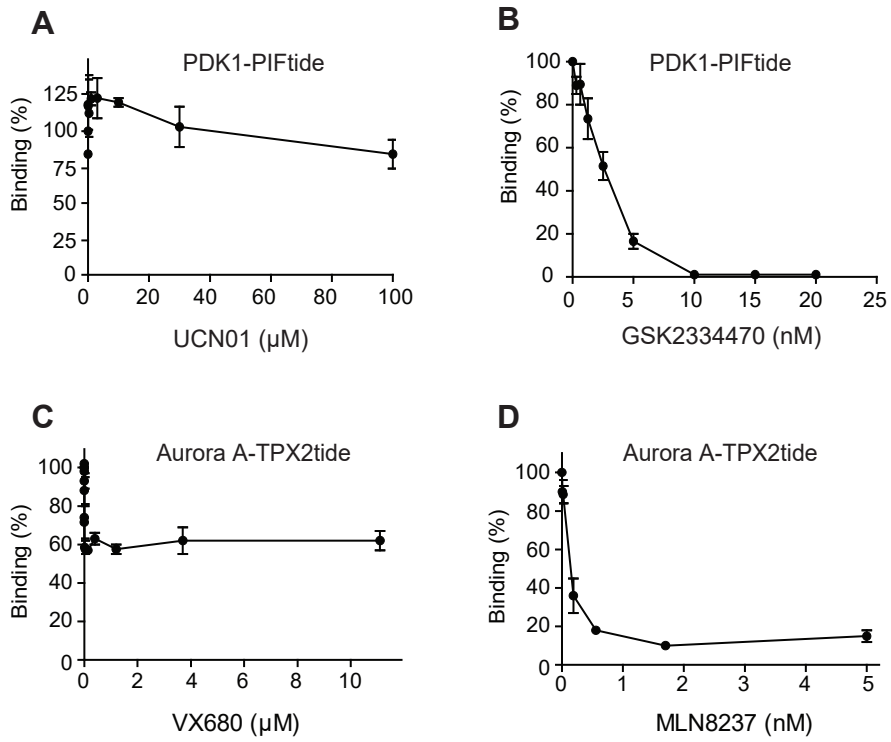 A
PDK1-PIFtide
Binding (%)
125
100
75
50
25
0
0 20 40 60 80 100
UCN01 (µM)
B
PDK1-PIFtide
Binding (%)
100
80
60
40
20
0
0 5 10 15 20 25
GSK2334470 (nM)
C
Aurora A-TPX2tide
Binding (%)
100
80
60
40
20
0
0 2 4 6 8 10
VX680 (µM)
D
Aurora A-TPX2tide
Binding (%)
100
80
60
40
20
0
0 1 2 3 4 5
MLN8237 (nM)